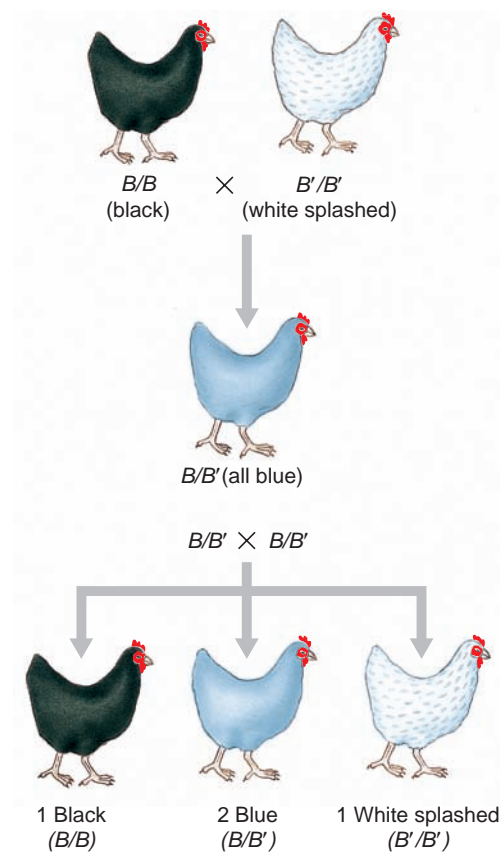 B/B × B′/B′
(black) (white splashed)
B/B′ (all blue)
B/B′ × B/B′
1 Black 2 Blue 1 White splashed
(B/B) (B/B′) (B′/B′)